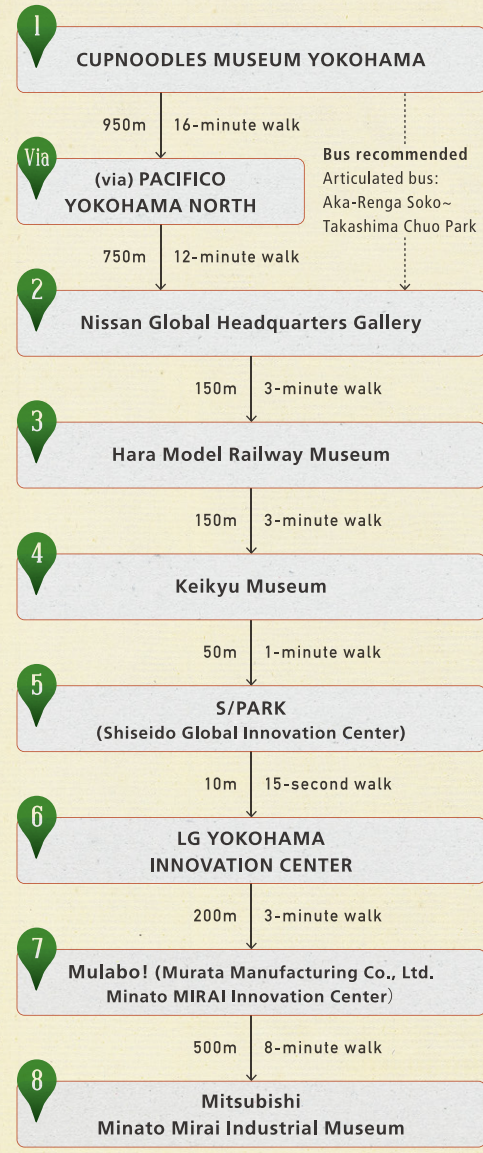 1
CUPNOODLES MUSEUM YOKOHAMA
950m 16-minute walk
Bus recommended
Articulated bus:
Aka-Renga Soko~
Takashima Chuo Park
Via
(via) PACIFICO
YOKOHAMA NORTH
750m 12-minute walk
2
Nissan Global Headquarters Gallery
150m 3-minute walk
3
Hara Model Railway Museum
150m 3-minute walk
4
Keikyu Museum
50m 1-minute walk
5
S/PARK
(Shiseido Global Innovation Center)
10m 15-second walk
6
LG YOKOHAMA
INNOVATION CENTER
200m 3-minute walk
7
Mulabo! (Murata Manufacturing Co., Ltd.
Minato MIRAI Innovation Center)
500m 8-minute walk
8
Mitsubishi
Minato Mirai Industrial Museum